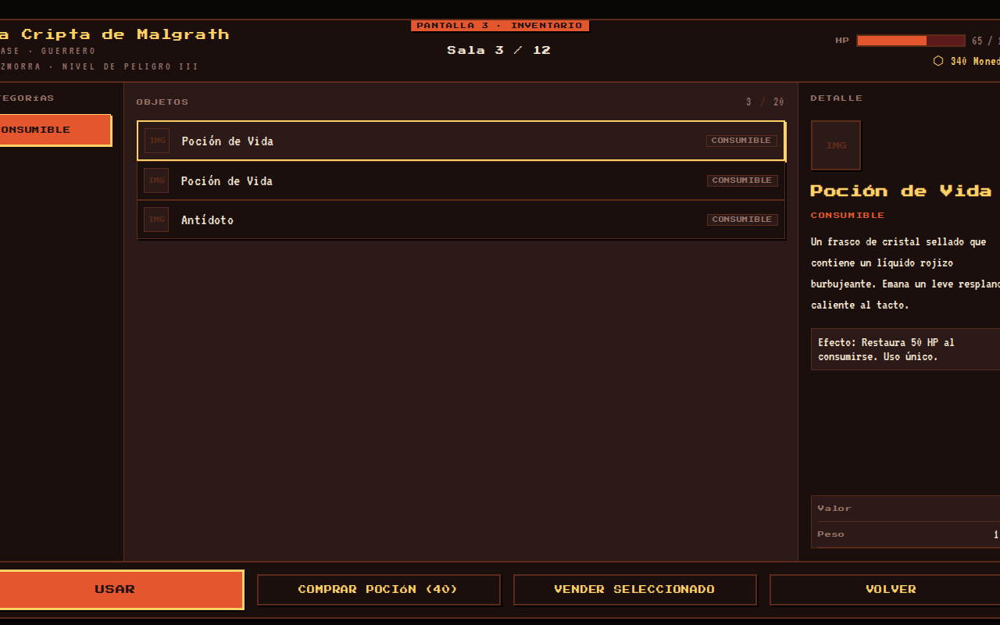 a Cripta de Malgrath
ASE · GUERRERO
ZMORRA · NIVEL DE PELIGRO III
PANTALLA 3 · INVENTARIO
Sala 3 / 12
HP
65 /
340 Moned
TEGORíAS
ONSUMIBLE
OBJETOS
3 / 20
IMG
Poción de Vida
CONSUMIBLE
IMG
Poción de Vida
CONSUMIBLE
IMG
Antídoto
CONSUMIBLE
DETALLE
IMG
Poción de Vida
CONSUMIBLE
Un frasco de cristal sellado que
contiene un líquido rojizo
burbujeante. Emana un leve resplan
caliente al tacto.
Efecto: Restaura 50 HP al
consumirse. Uso único.
Valor
Peso
1
USAR
COMPRAR POCIóN (40)
VENDER SELECCIONADO
VOLVER